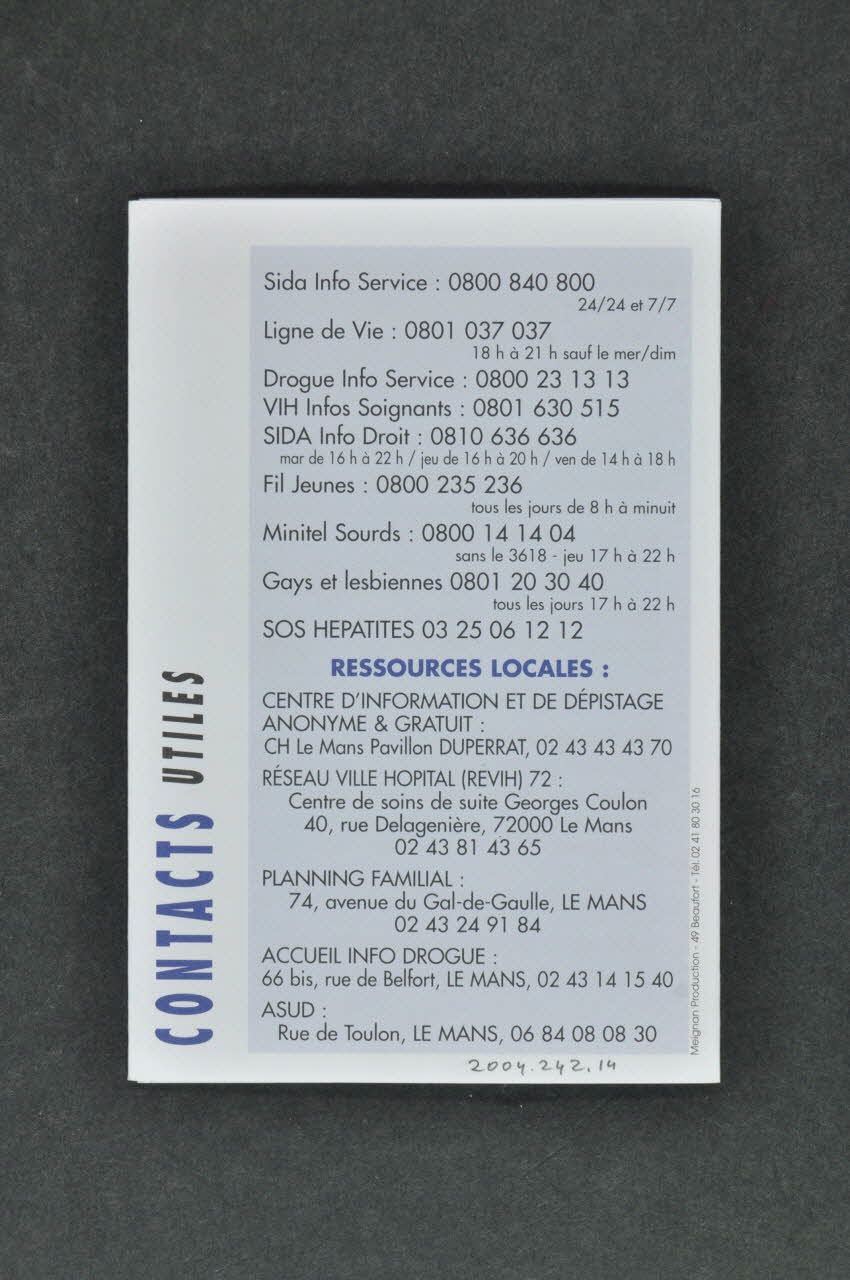 CONTACTS UTILES
Sida Info Service : 0800 840 800
24/24 et 7/7
Ligne de Vie : 0801 037 037
18 h à 21 h sauf le mer/dim
Drogue Info Service : 0800 23 13 13
VIH Infos Soignants : 0801 630 515
SIDA Info Droit : 0810 636 636
mar de 16 h à 22 h / jeu de 16 h à 20 h / ven de 14 h à 18 h
Fil Jeunes : 0800 235 236
tous les jours de 8 h à minuit
Minitel Sourds : 0800 14 14 04
sans le 3618 - jeu 17 h à 22 h
Gays et lesbiennes 0801 20 30 40
tous les jours 17 h à 22 h
SOS HEPATITES 03 25 06 12 12
RESSOURCES LOCALES :
CENTRE D'INFORMATION ET DE DÉPISTAGE
ANONYME & GRATUIT :
CH Le Mans Pavillon DUPERRAT, 02 43 43 43 70
RÉSEAU VILLE HOPITAL (REVIH) 72 :
Centre de soins de suite Georges Coulon
40, rue Delagenière, 72000 Le Mans
02 43 81 43 65
PLANNING FAMILIAL :
74, avenue du Gal-de-Gaulle, LE MANS
02 43 24 91 84
ACCUEIL INFO DROGUE :
66 bis, rue de Belfort, LE MANS, 02 43 14 15 40
ASUD :
Rue de Toulon, LE MANS, 06 84 08 08 30
Meignan Production - 49 Beaufort - Tél. 02 41 80 30 16
2004.242.14